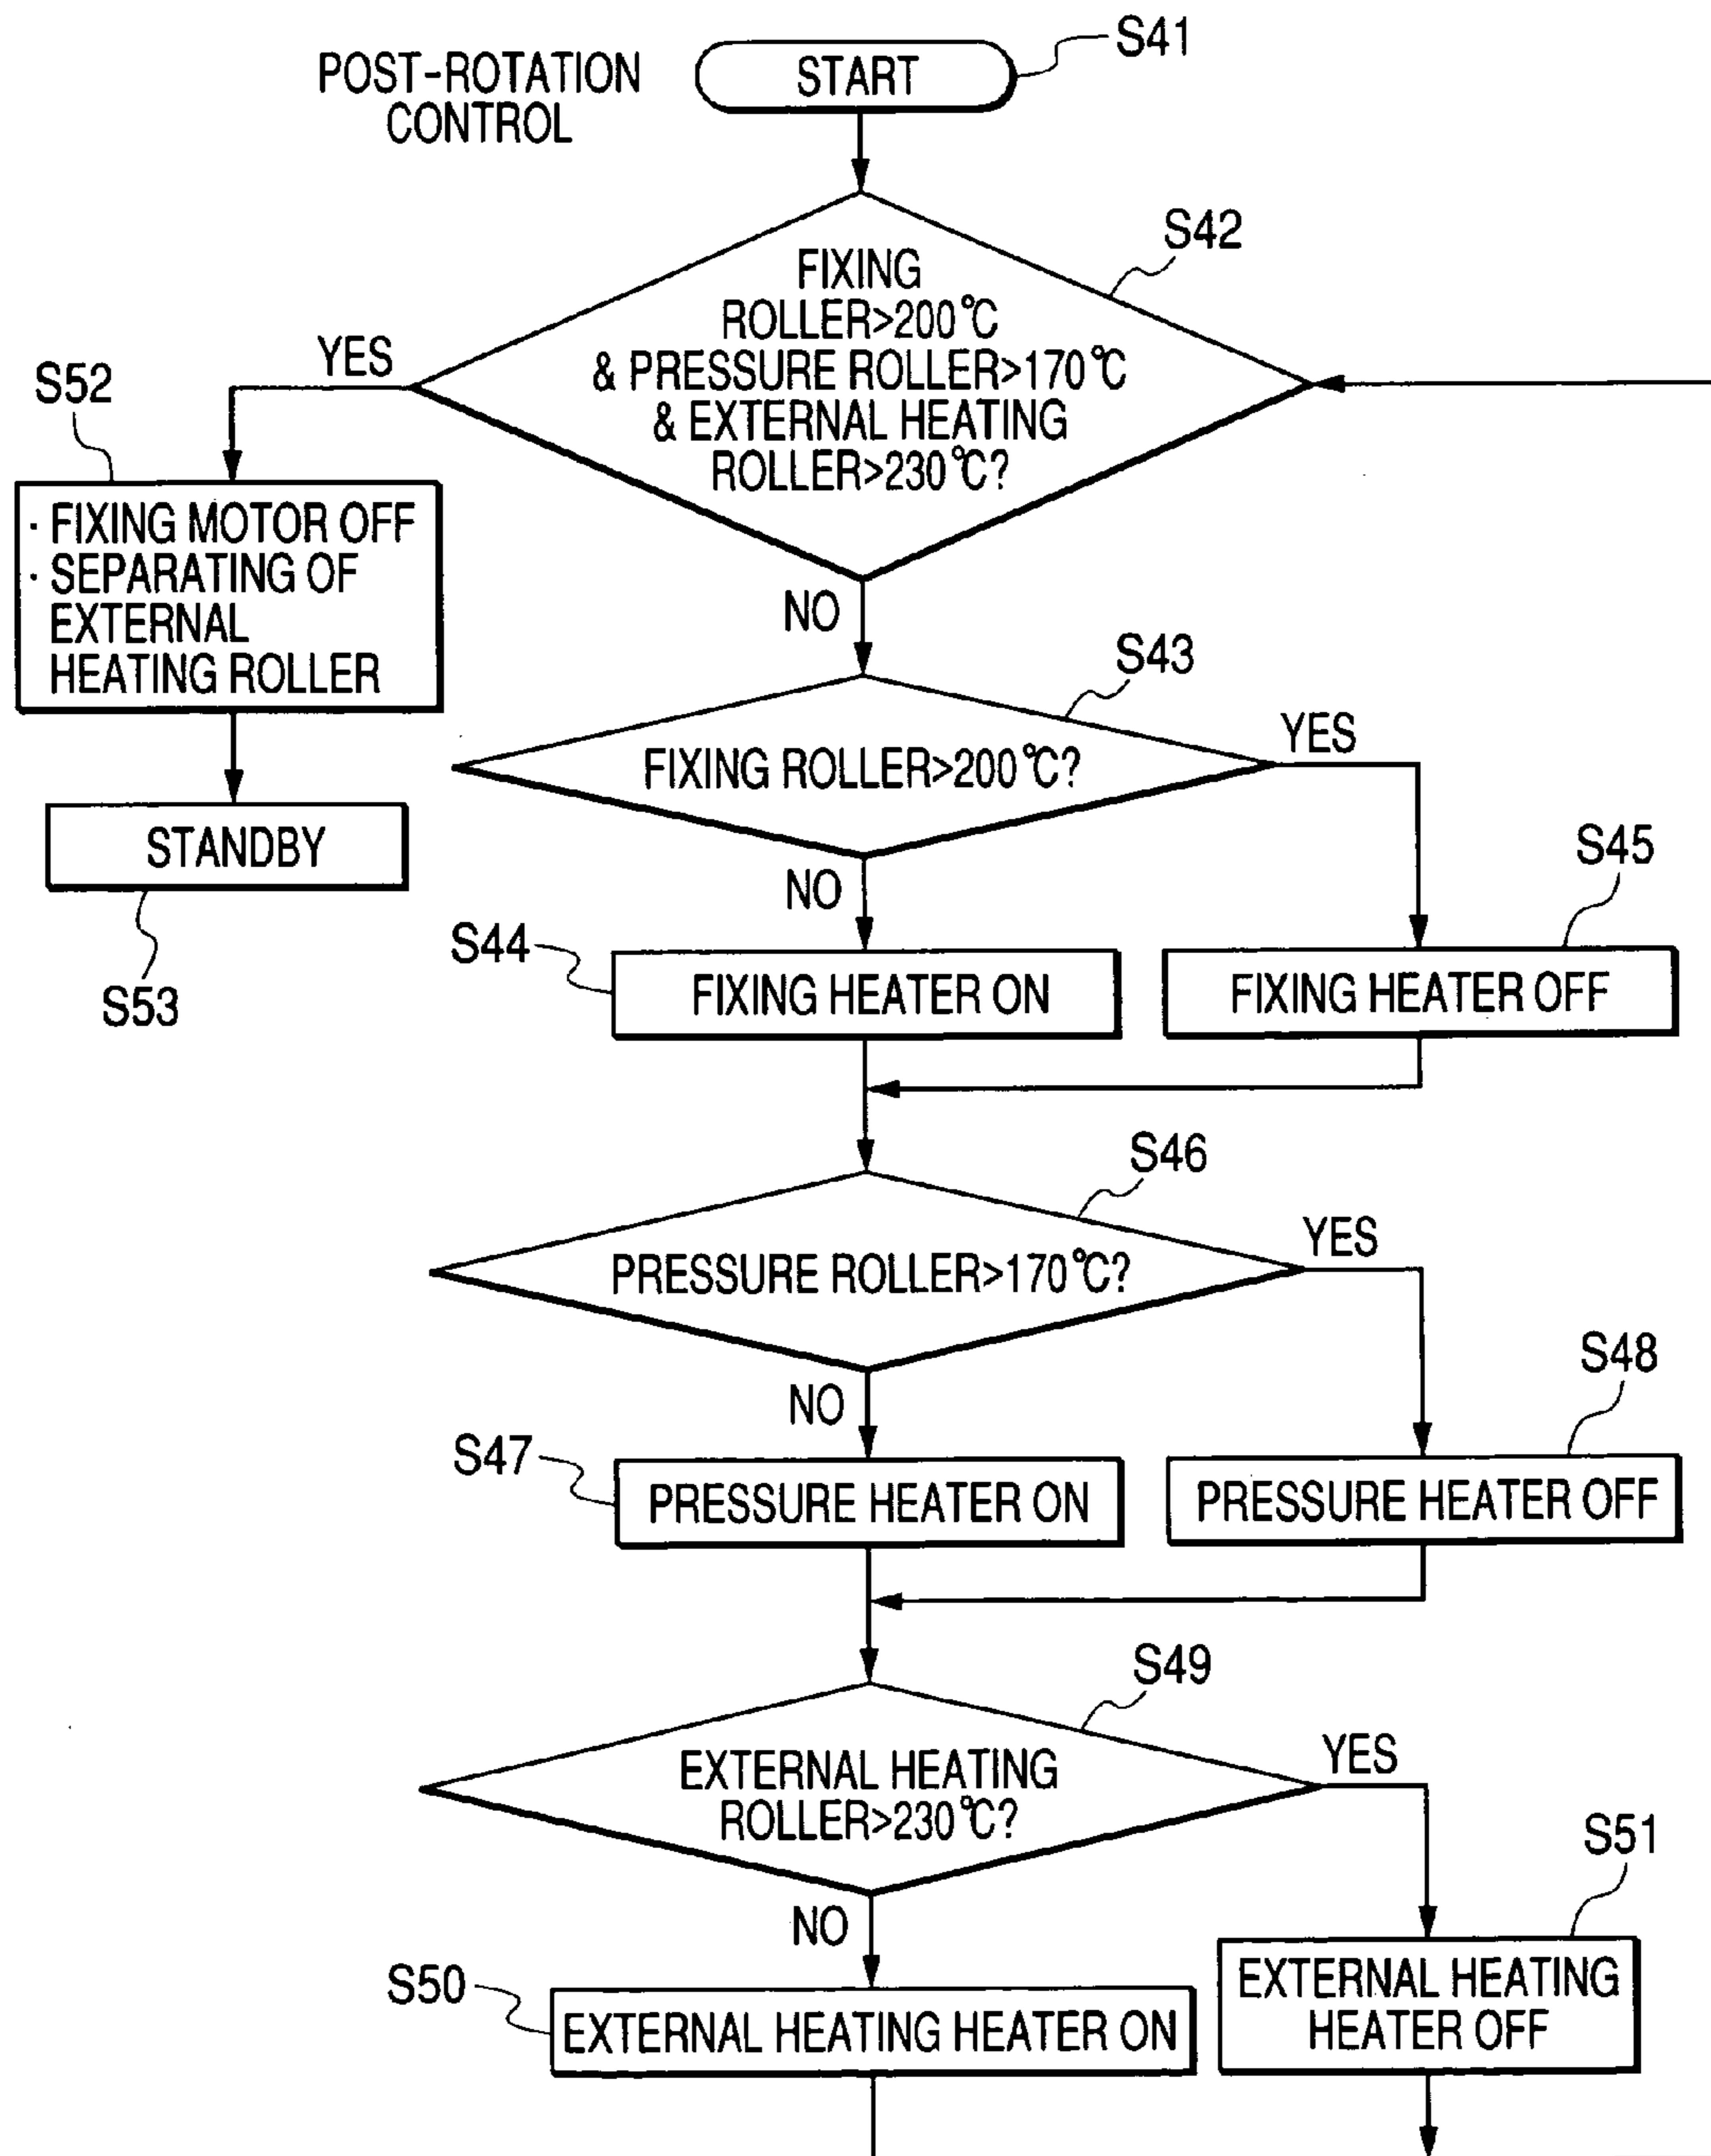 POST-ROTATION
CONTROL
START
S41
S42
FIXING
ROLLER>200℃
& PRESSURE ROLLER>170℃
& EXTERNAL HEATING
ROLLER>230℃?
YES
S52
· FIXING MOTOR OFF
· SEPARATING OF
EXTERNAL
HEATING ROLLER
NO
STANDBY
S53
S43
FIXING ROLLER>200℃?
YES
NO
S44
FIXING HEATER ON
S45
FIXING HEATER OFF
S46
PRESSURE ROLLER>170℃?
YES
NO
S47
PRESSURE HEATER ON
S48
PRESSURE HEATER OFF
S49
EXTERNAL HEATING
ROLLER>230℃?
YES
NO
S50
EXTERNAL HEATING HEATER ON
S51
EXTERNAL HEATING
HEATER OFF